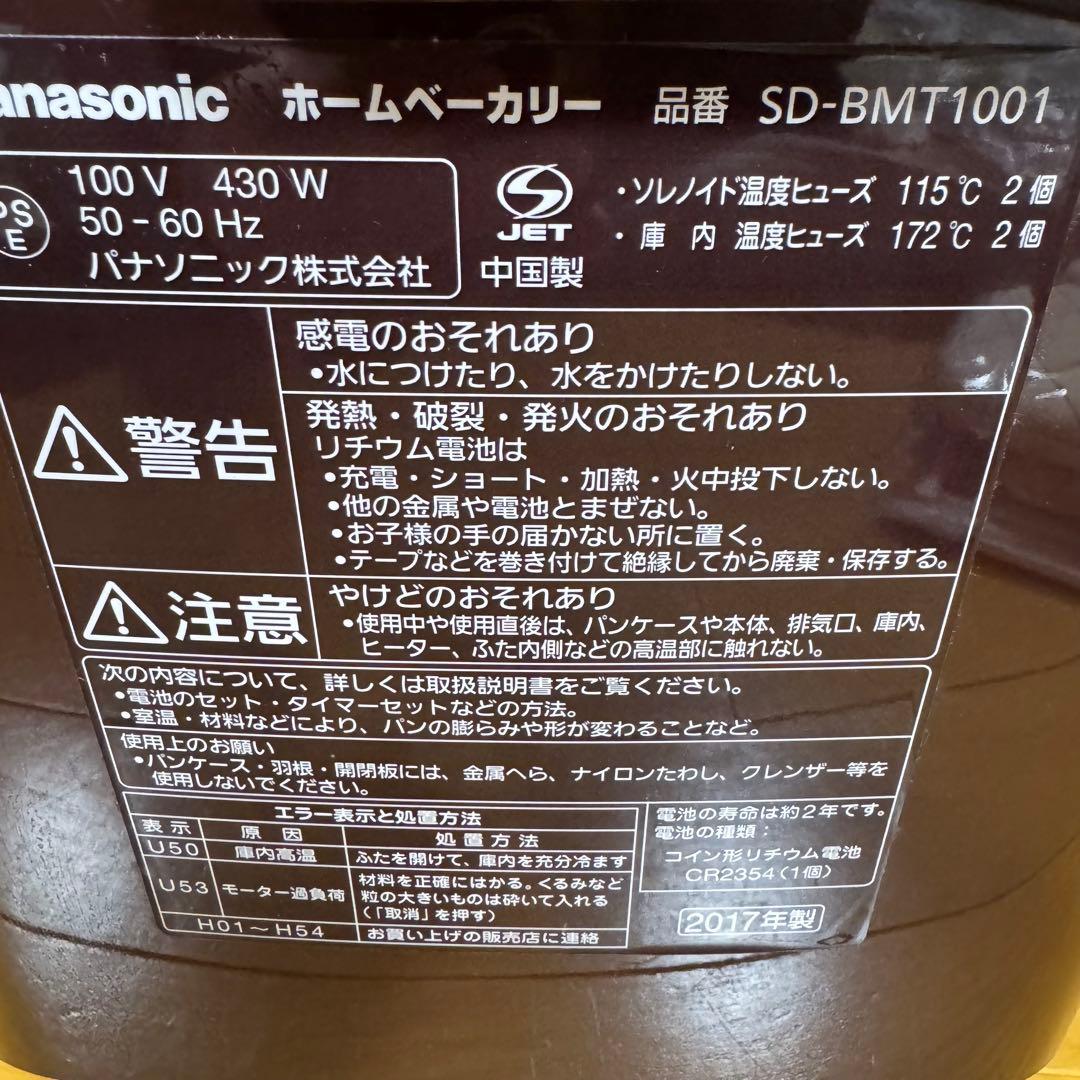 anasonic ホームベーカリー 品番 SD-BMT1001
PS
E
100 V 430 W
50 - 60 Hz
パナソニック株式会社
JET
中国製
・ソレノイド温度ヒューズ 115℃ 2個
・庫 内 温度ヒューズ 172℃ 2個
⚠警告
感電のおそれあり
•水につけたり、水をかけたりしない。
発熱・破裂・発火のおそれあり
リチウム電池は
•充電・ショート・加熱・火中投下しない。
•他の金属や電池とまぜない。
•お子様の手の届かない所に置く。
•テープなどを巻き付けて絶縁してから廃棄・保存する。
⚠注意
やけどのおそれあり
•使用中や使用直後は、パンケースや本体、排気口、庫内、
ヒーター、ふた内側などの高温部に触れない。
次の内容について、詳しくは取扱説明書をご覧ください。
•電池のセット・タイマーセットなどの方法。
•室温・材料などにより、パンの膨らみや形が変わることなど。
使用上のお願い
•パンケース・羽根・開閉板には、金属へら、ナイロンたわし、クレンザー等を
使用しないでください。
エラー表示と処置方法
表示 原因 処置方法
U50 庫内高温 ふたを開けて、庫内を充分冷ます
U53 モーター過負荷 材料を正確にはかる。くるみなど
粒の大きいものは砕いて入れる
(「取消」を押す)
H01～H54 お買い上げの販売店に連絡
電池の寿命は約2年です。
電池の種類：
コイン形リチウム電池
CR2354(1個)
2017年製